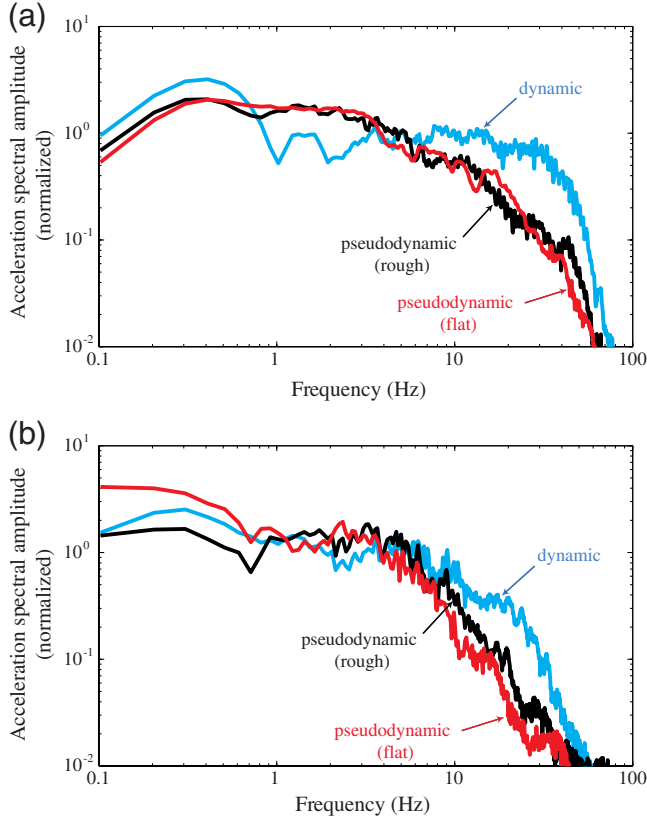 (a)
Acceleration spectral amplitude
(normalized)
10^1
10^0
10^-1
10^-2
dynamic
pseudodynamic
(rough)
pseudodynamic
(flat)
0.1
1
10
100
Frequency (Hz)
(b)
Acceleration spectral amplitude
(normalized)
10^1
10^0
10^-1
10^-2
dynamic
pseudodynamic
(rough)
pseudodynamic
(flat)
0.1
1
10
100
Frequency (Hz)